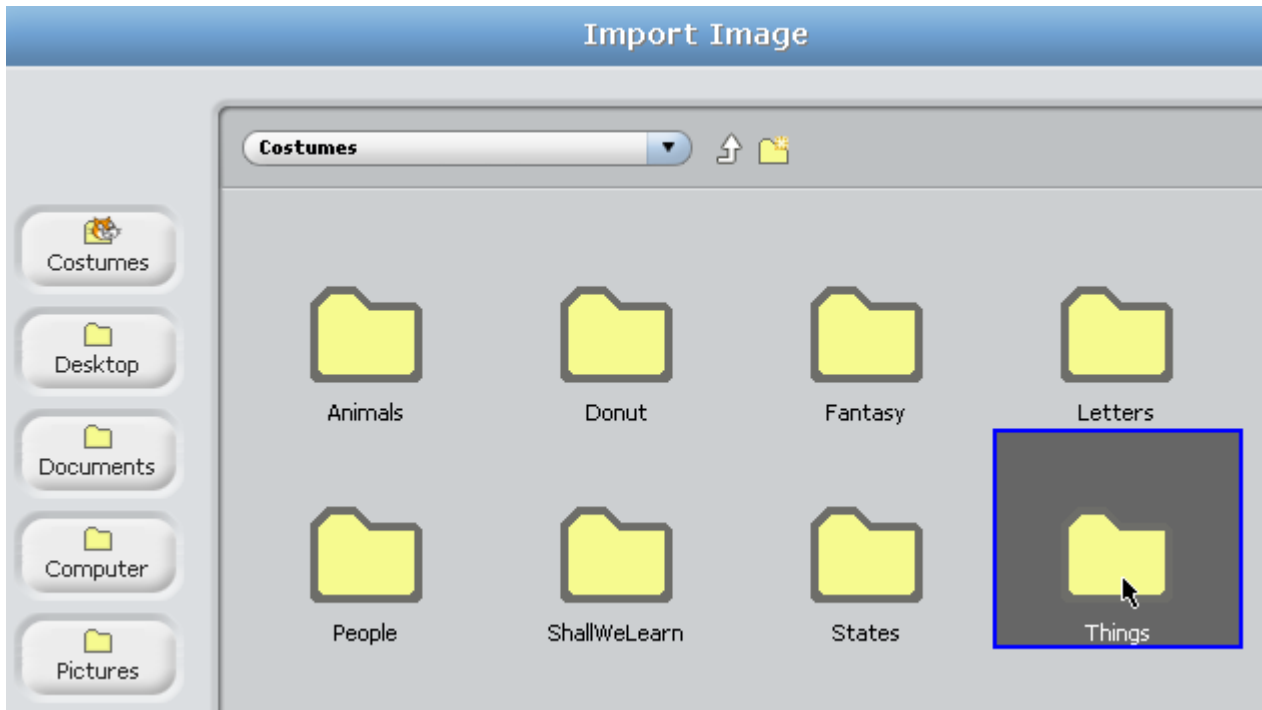 Import Image
Costumes
Costumes
Desktop
Documents
Computer
Pictures
Animals
Donut
Fantasy
Letters
People
ShallWeLearn
States
Things